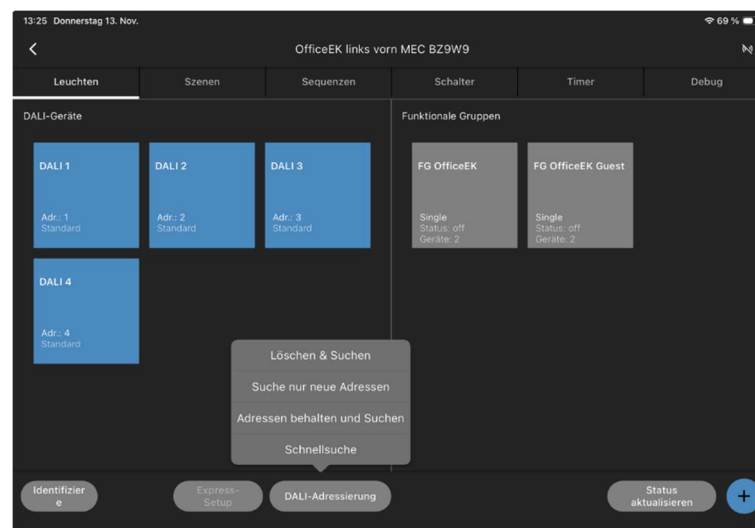 13:25 Donnerstag 13. Nov.
69 %
OfficeEK links vorn MEC BZ9W9
Leuchten
Szenen
Sequenzen
Schalter
Timer
Debug
DALI-Geräte
Funktionale Gruppen
DALI 1
Adr.: 1
Standard
DALI 2
Adr.: 2
Standard
DALI 3
Adr.: 3
Standard
FG OfficeEK
Single
Status: off
Geräte: 2
FG OfficeEK Guest
Single
Status: off
Geräte: 2
DALI 4
Adr.: 4
Standard
Löschen & Suchen
Suche nur neue Adressen
Adressen behalten und Suchen
Schnellsuche
Identifizier
e
Express-
Setup
DALI-Adressierung
Status
aktualisieren
+